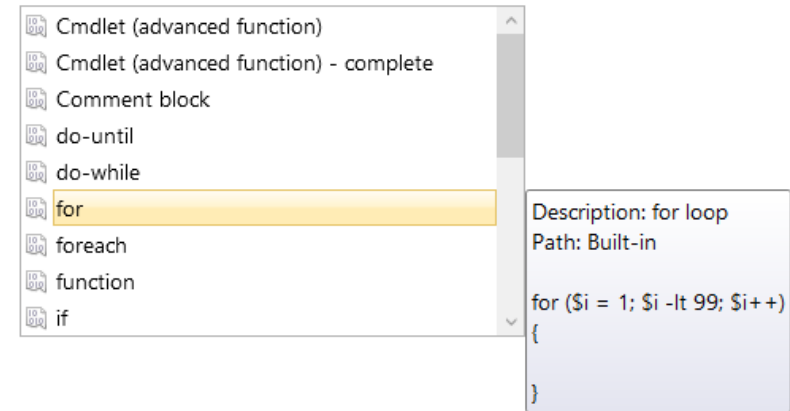 Cmdlet (advanced function)
Cmdlet (advanced function) - complete
Comment block
do-until
do-while
for
foreach
function
if
Description: for loop
Path: Built-in
for ($i = 1; $i -lt 99; $i++)
{
}